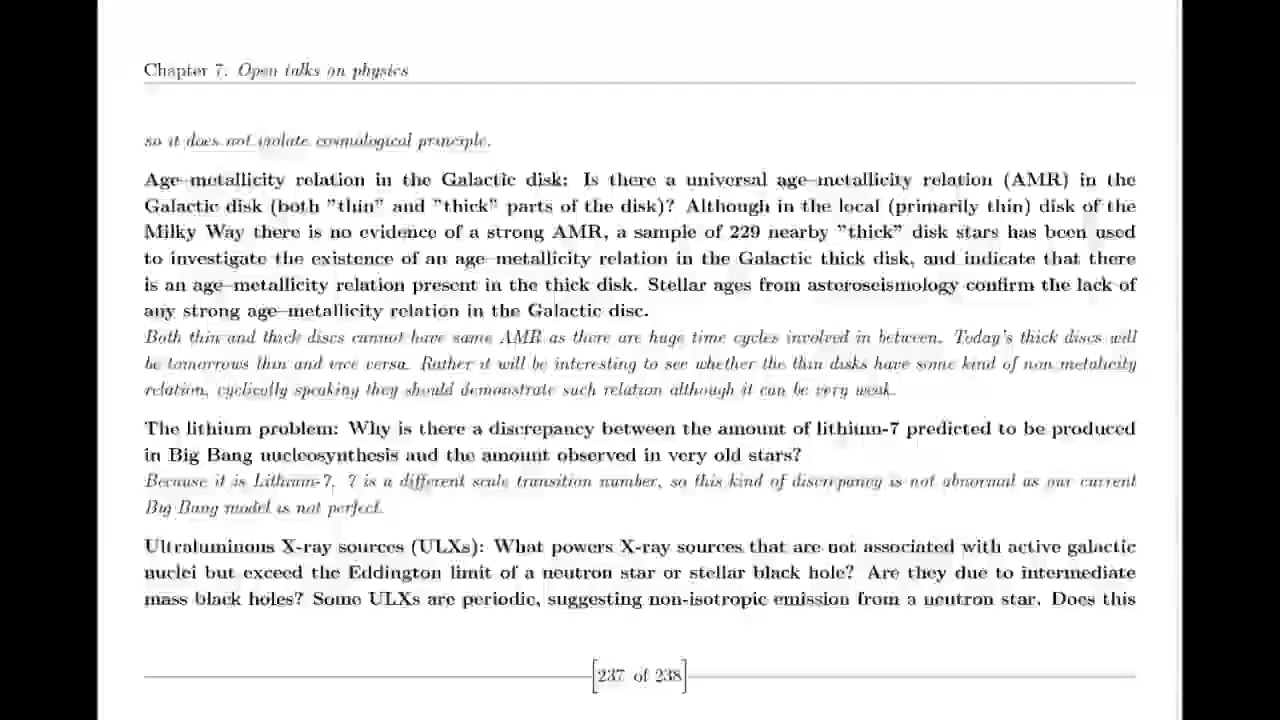 Chapter 7. Open talks on physics
so it does not violate cosmological principle.
Age–metallicity relation in the Galactic disk: Is there a universal age–metallicity relation (AMR) in the
Galactic disk (both "thin" and "thick" parts of the disk)? Although in the local (primarily thin) disk of the
Milky Way there is no evidence of a strong AMR, a sample of 229 nearby "thick" disk stars has been used
to investigate the existence of an age–metallicity relation in the Galactic thick disk, and indicate that there
is an age–metallicity relation present in the thick disk. Stellar ages from asteroseismology confirm the lack of
any strong age–metallicity relation in the Galactic disc.
Both thin and thick discs cannot have same AMR as there are huge time cycles involved in between. Today's thick discs will
be tomorrows thin and vice versa. Rather it will be interesting to see whether the thin disks have some kind of non metalicity
relation, cyclically speaking they should demonstrate such relation although it can be very weak.
The lithium problem: Why is there a discrepancy between the amount of lithium-7 predicted to be produced
in Big Bang nucleosynthesis and the amount observed in very old stars?
Because it is Lithium-7, 7 is a different scale transition number, so this kind of discrepancy is not abnormal as our current
Big Bang model is not perfect.
Ultraluminous X-ray sources (ULXs): What powers X-ray sources that are not associated with active galactic
nuclei but exceed the Eddington limit of a neutron star or stellar black hole? Are they due to intermediate
mass black holes? Some ULXs are periodic, suggesting non-isotropic emission from a neutron star. Does this
237 of 238